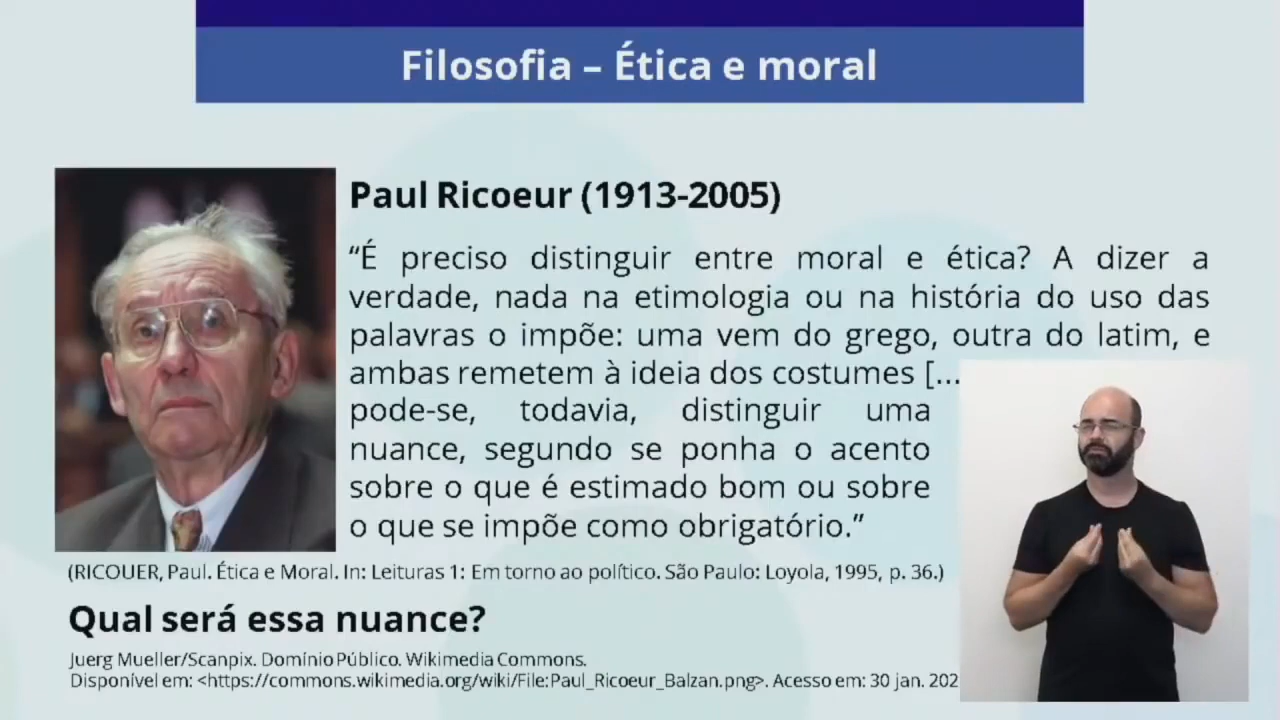 Filosofia – Ética e moral
Paul Ricoeur (1913-2005)
“É preciso distinguir entre moral e ética? A dizer a
verdade, nada na etimologia ou na história do uso das
palavras o impõe: uma vem do grego, outra do latim, e
ambas remetem à ideia dos costumes [...
pode-se, todavia, distinguir uma
nuance, segundo se ponha o acento
sobre o que é estimado bom ou sobre
o que se impõe como obrigatório.”
(RICOUER, Paul. Ética e Moral. In: Leituras 1: Em torno ao político. São Paulo: Loyola, 1995, p. 36.)
Qual será essa nuance?
Juerg Mueller/Scanpix. Domínio Público. Wikimedia Commons.
Disponível em: <https://commons.wikimedia.org/wiki/File:Paul_Ricoeur_Balzan.png>. Acesso em: 30 jan. 202